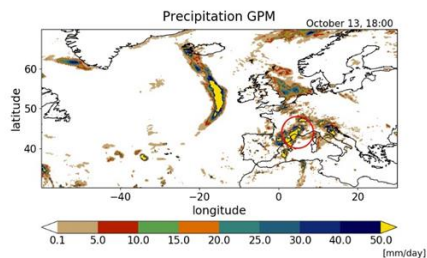 Precipitation GPM
October 13, 18:00
latitude
60
50
40
−40 −20 0 20
longitude
0.1 5.0 10.0 15.0 20.0 25.0 30.0 40.0 50.0
[mm/day]